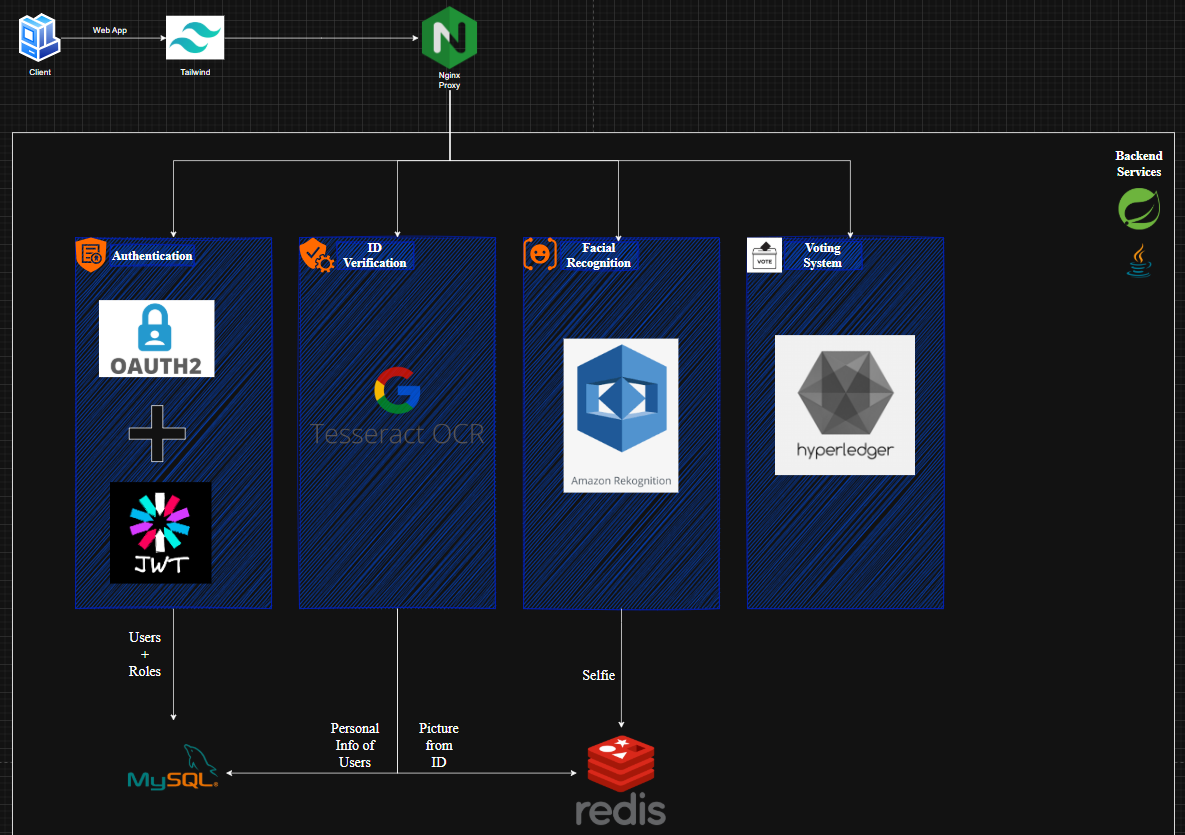 Web App
Client
Tailwind
Nginx
Proxy
Backend
Services
Authentication
ID
Verification
Facial
Recognition
VOTE
Voting
System
OAUTH2
JWT
Tesseract OCR
Amazon Rekognition
hyperledger
Users
+
Roles
Selfie
Personal
Info of
Users
Picture
from
ID
MySQL
redis